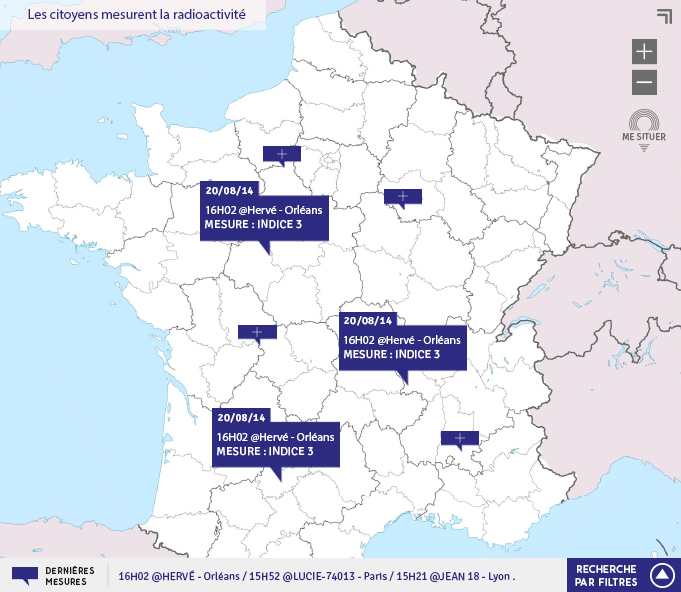 Les citoyens mesurent la radioactivité
ME SITUER
20/08/14
16H02 @Hervé - Orléans
MESURE : INDICE 3
20/08/14
16H02 @Hervé - Orléans
MESURE : INDICE 3
20/08/14
16H02 @Hervé - Orléans
MESURE : INDICE 3
DERNIÈRES
MESURES
16H02 @HERVÉ - Orléans / 15H52 @LUCIE-74013 - Paris / 15H21 @JEAN 18 - Lyon .
RECHERCHE
PAR FILTRES